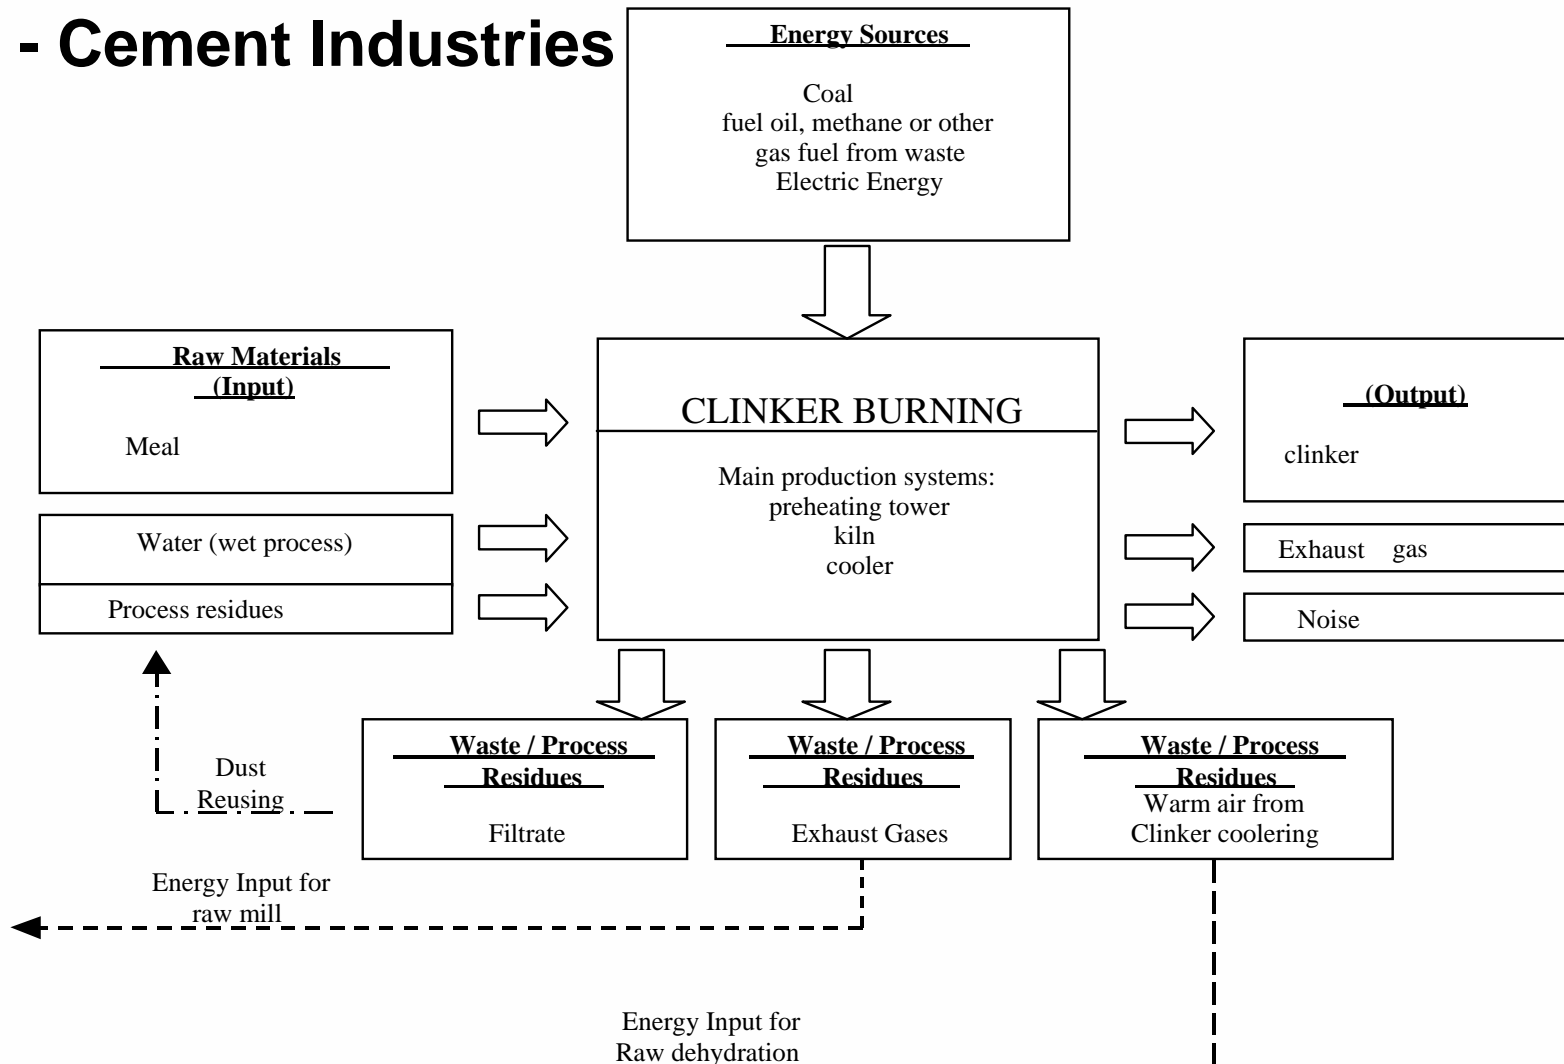 - Cement Industries
Energy Sources
Coal
fuel oil, methane or other
gas fuel from waste
Electric Energy
Raw Materials
(Input)
Meal
Water (wet process)
Process residues
CLINKER BURNING
Main production systems:
preheating tower
kiln
cooler
(Output)
clinker
Exhaust gas
Noise
Dust
Reusing
Waste / Process
Residues
Filtrate
Waste / Process
Residues
Exhaust Gases
Waste / Process
Residues
Warm air from
Clinker coolering
Energy Input for
raw mill
Energy Input for
Raw dehydration